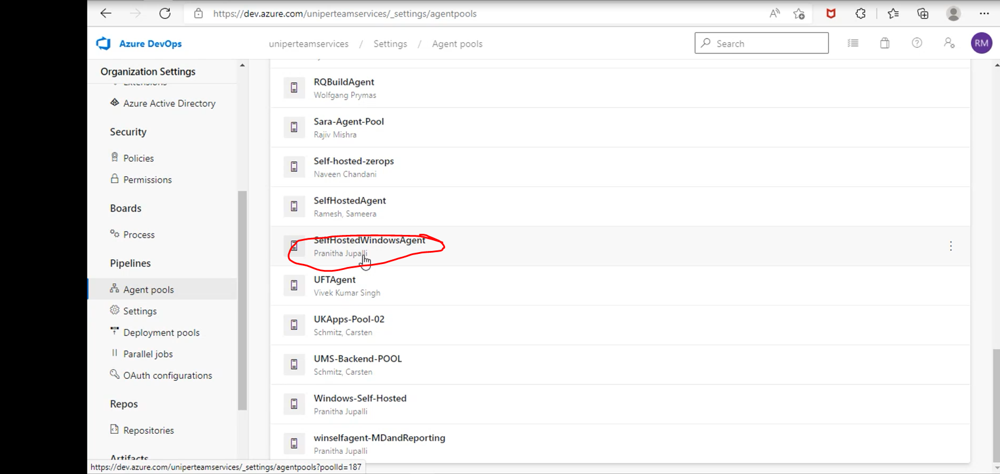 https://dev.azure.com/uniperteamservices/_settings/agentpools
Azure DevOps
uniperteamservices / Settings / Agent pools
Search
RM
Organization Settings
Extensions
Azure Active Directory
Security
Policies
Permissions
Boards
Process
Pipelines
Agent pools
Settings
Deployment pools
Parallel jobs
OAuth configurations
Repos
Repositories
Artifacts
RQBuildAgent
Wolfgang Prymas
Sara-Agent-Pool
Rajiv Mishra
Self-hosted-zerops
Naveen Chandani
SelfHostedAgent
Ramesh, Sameera
SelfHostedWindowsAgent
Pranitha Jupalli
UFTAgent
Vivek Kumar Singh
UKApps-Pool-02
Schmitz, Carsten
UMS-Backend-POOL
Schmitz, Carsten
Windows-Self-Hosted
Pranitha Jupalli
winselfagent-MDandReporting
Pranitha Jupalli
https://dev.azure.com/uniperteamservices/_settings/agentpools?poolId=187